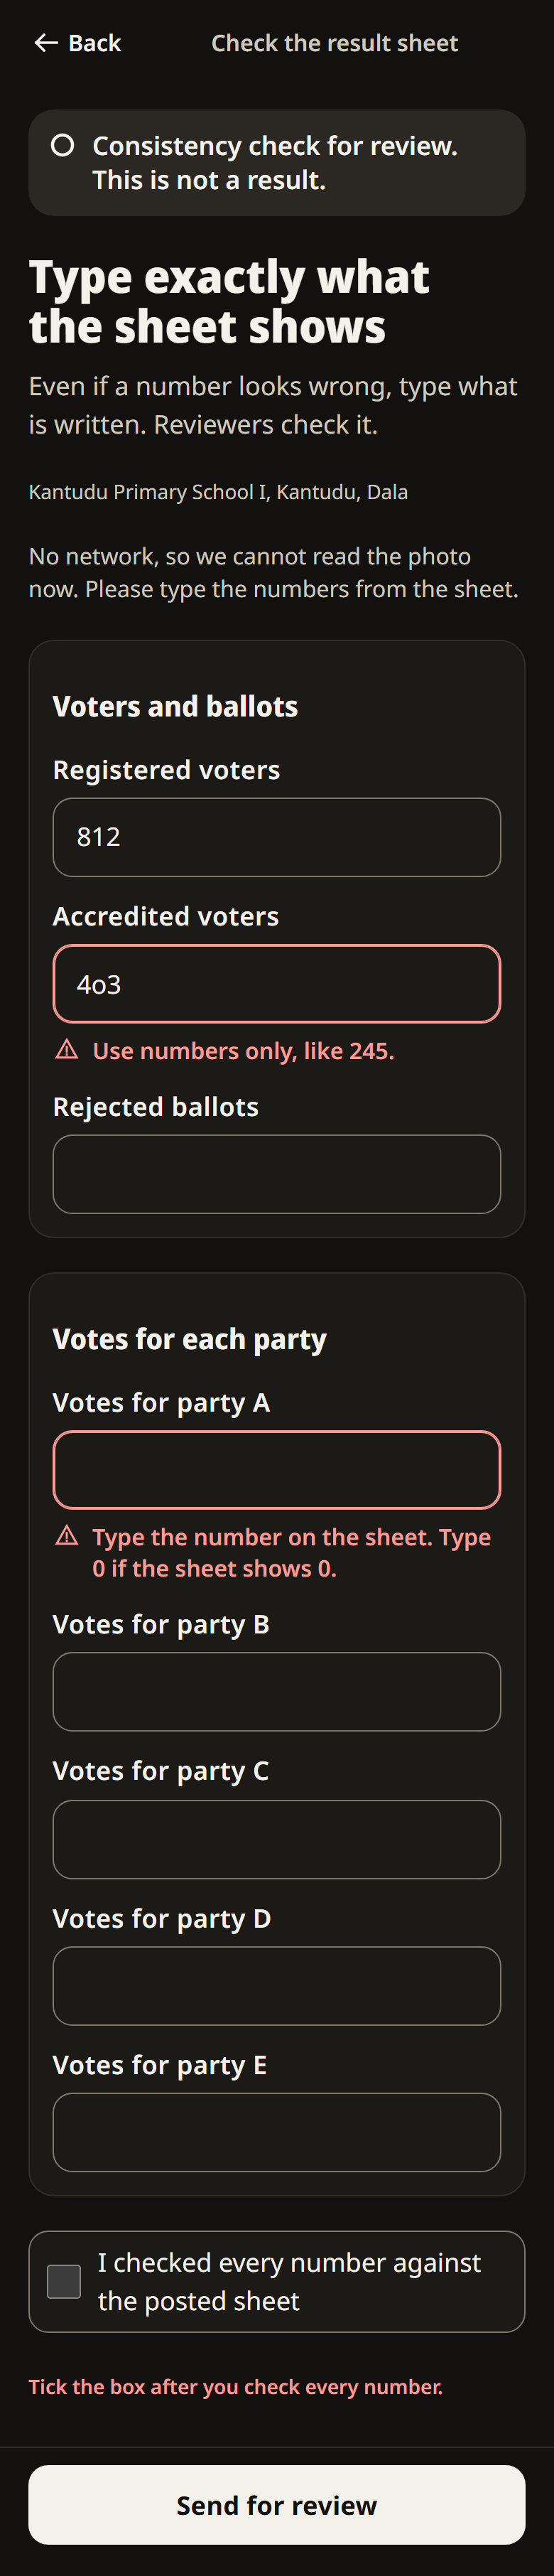 Back
Check the result sheet
Consistency check for review.
This is not a result.
Type exactly what
the sheet shows
Even if a number looks wrong, type what
is written. Reviewers check it.
Kantudu Primary School I, Kantudu, Dala
No network, so we cannot read the photo
now. Please type the numbers from the sheet.
Voters and ballots
Registered voters
812
Accredited voters
4o3
Use numbers only, like 245.
Rejected ballots
Votes for each party
Votes for party A
Type the number on the sheet. Type
0 if the sheet shows 0.
Votes for party B
Votes for party C
Votes for party D
Votes for party E
I checked every number against
the posted sheet
Tick the box after you check every number.
Send for review